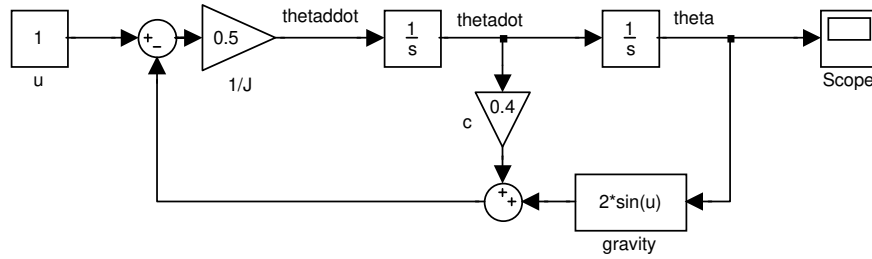 thetaddot
thetadot
theta
1
+
−
0.5
1
s
1
s
u
1/J
Scope
c
0.4
+
+
2*sin(u)
gravity